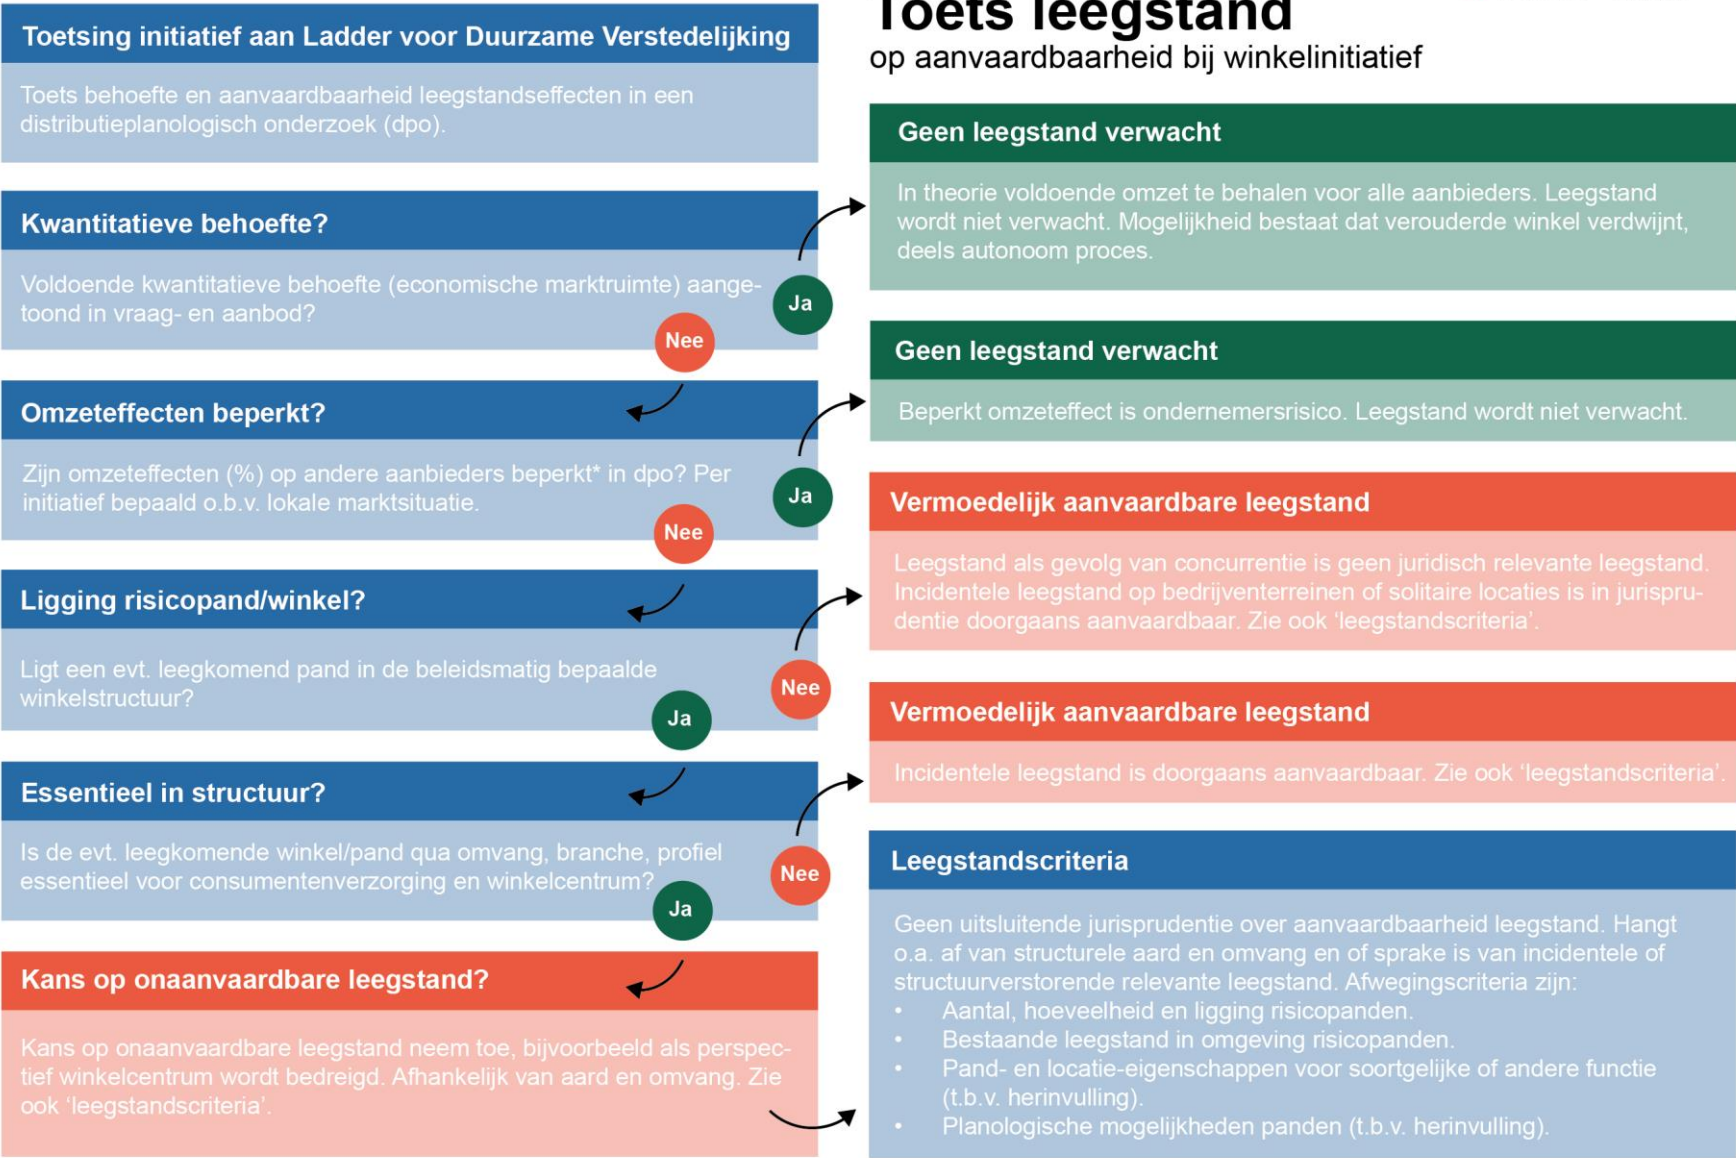 Toetsing initiatief aan Ladder voor Duurzame Verstedelijking
Toets behoefte en aanvaardbaarheid leegstandseffecten in een
distributieplanologisch onderzoek (dpo).
Kwantitatieve behoefte?
Voldoende kwantitatieve behoefte (economische marktruimte) aange-
toond in vraag- en aanbod?
Ja
Nee
Omzeteffecten beperkt?
Zijn omzeteffecten (%) op andere aanbieders beperkt* in dpo? Per
initiatief bepaald o.b.v. lokale marktsituatie.
Ja
Nee
Ligging risicopand/winkel?
Ligt een evt. leegkomend pand in de beleidsmatig bepaalde
winkelstructuur?
Nee
Ja
Essentieel in structuur?
Is de evt. leegkomende winkel/pand qua omvang, branche, profiel
essentieel voor consumentenverzorging en winkelcentrum?
Nee
Ja
Kans op onaanvaardbare leegstand?
Kans op onaanvaardbare leegstand neem toe, bijvoorbeeld als perspec-
tief winkelcentrum wordt bedreigd. Afhankelijk van aard en omvang. Zie
ook ‘leegstandscriteria’.
Toets leegstand
op aanvaardbaarheid bij winkelinitiatief
Geen leegstand verwacht
In theorie voldoende omzet te behalen voor alle aanbieders. Leegstand
wordt niet verwacht. Mogelijkheid bestaat dat verouderde winkel verdwijnt,
deels autonoom proces.
Geen leegstand verwacht
Beperkt omzeteffect is ondernemersrisico. Leegstand wordt niet verwacht.
Vermoedelijk aanvaardbare leegstand
Leegstand als gevolg van concurrentie is geen juridisch relevante leegstand.
Incidentele leegstand op bedrijventerreinen of solitaire locaties is in jurispru-
dentie doorgaans aanvaardbaar. Zie ook ‘leegstandscriteria’.
Vermoedelijk aanvaardbare leegstand
Incidentele leegstand is doorgaans aanvaardbaar. Zie ook ‘leegstandscriteria’.
Leegstandscriteria
Geen uitsluitende jurisprudentie over aanvaardbaarheid leegstand. Hangt
o.a. af van structurele aard en omvang en of sprake is van incidentele of
structuurverstorende relevante leegstand. Afwegingscriteria zijn:
• Aantal, hoeveelheid en ligging risicopanden.
• Bestaande leegstand in omgeving risicopanden.
• Pand- en locatie-eigenschappen voor soortgelijke of andere functie
(t.b.v. herinvulling).
• Planologische mogelijkheden panden (t.b.v. herinvulling).